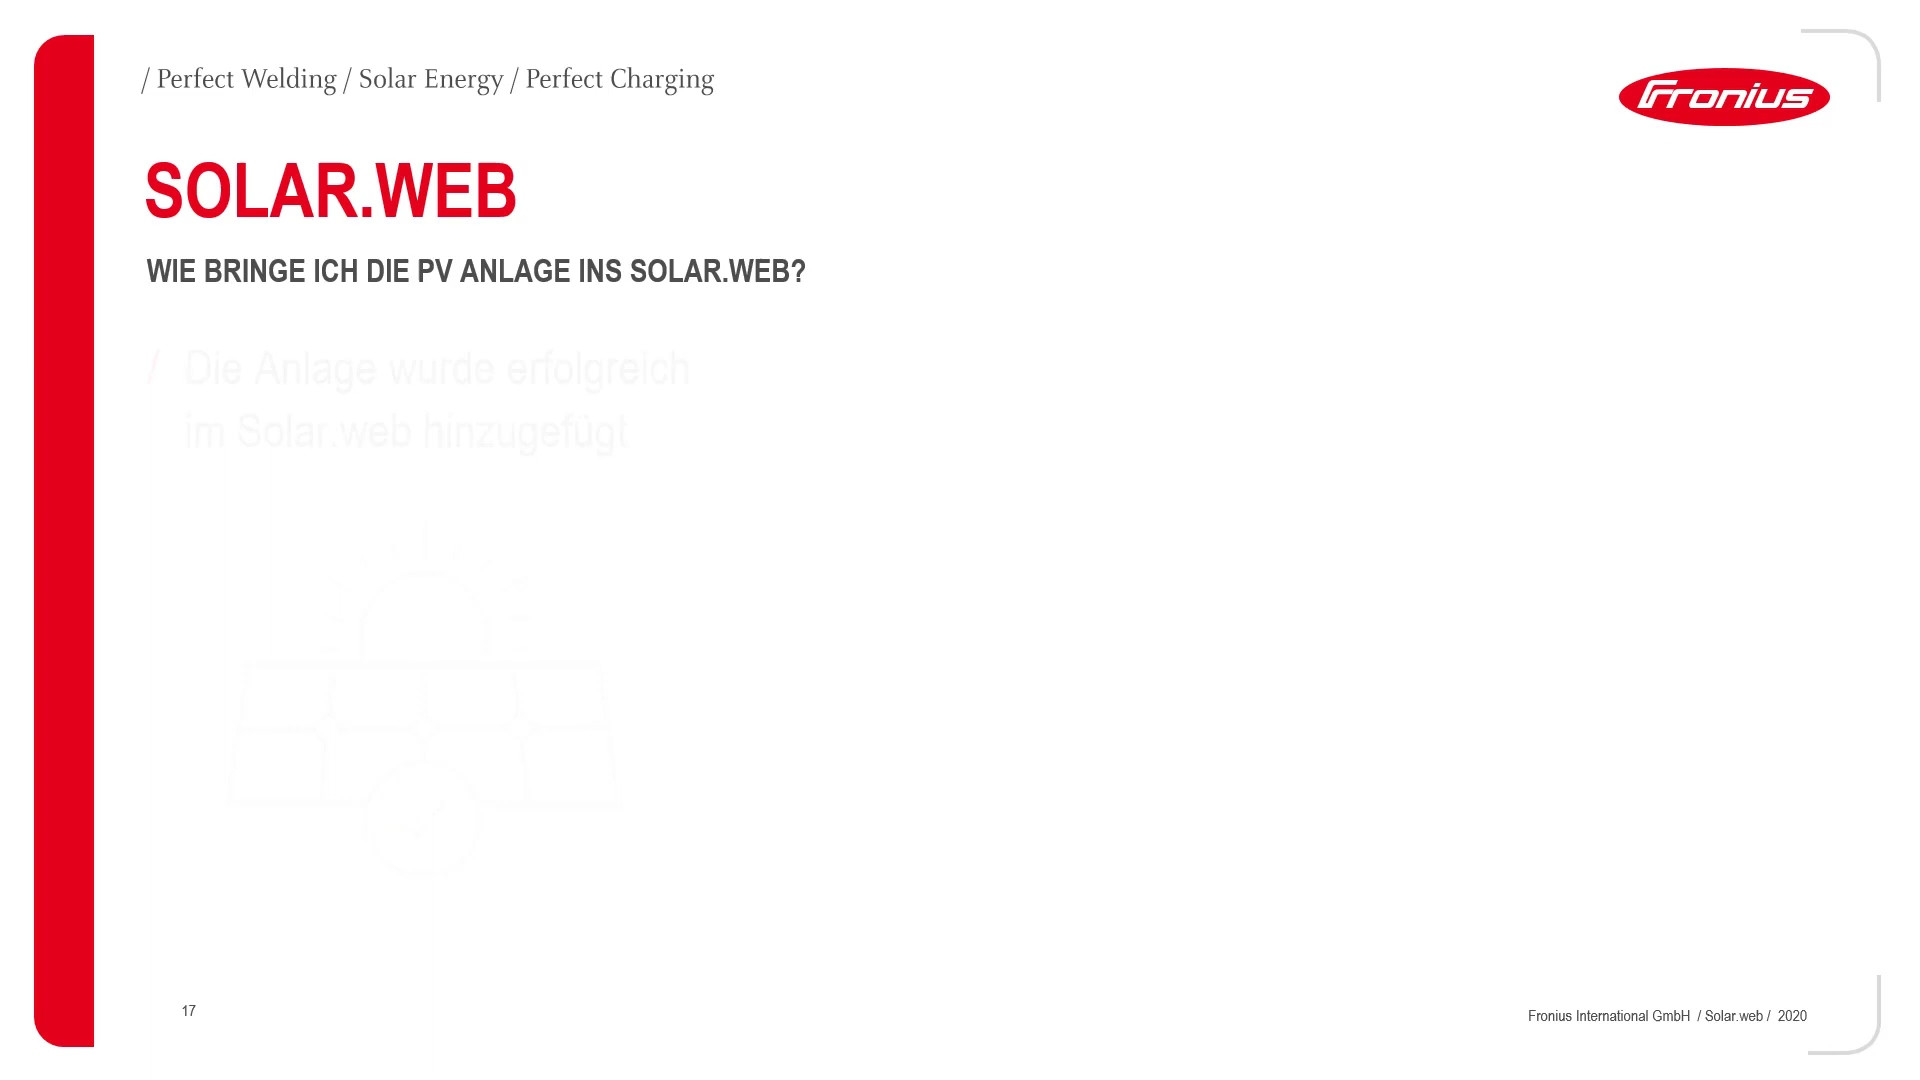 / Perfect Welding / Solar Energy / Perfect Charging
Fronius
SOLAR.WEB
WIE BRINGE ICH DIE PV ANLAGE INS SOLAR.WEB?
/ Die Anlage wurde erfolgreich
im Solar.web hinzugefügt
17
Fronius International GmbH / Solar.web / 2020